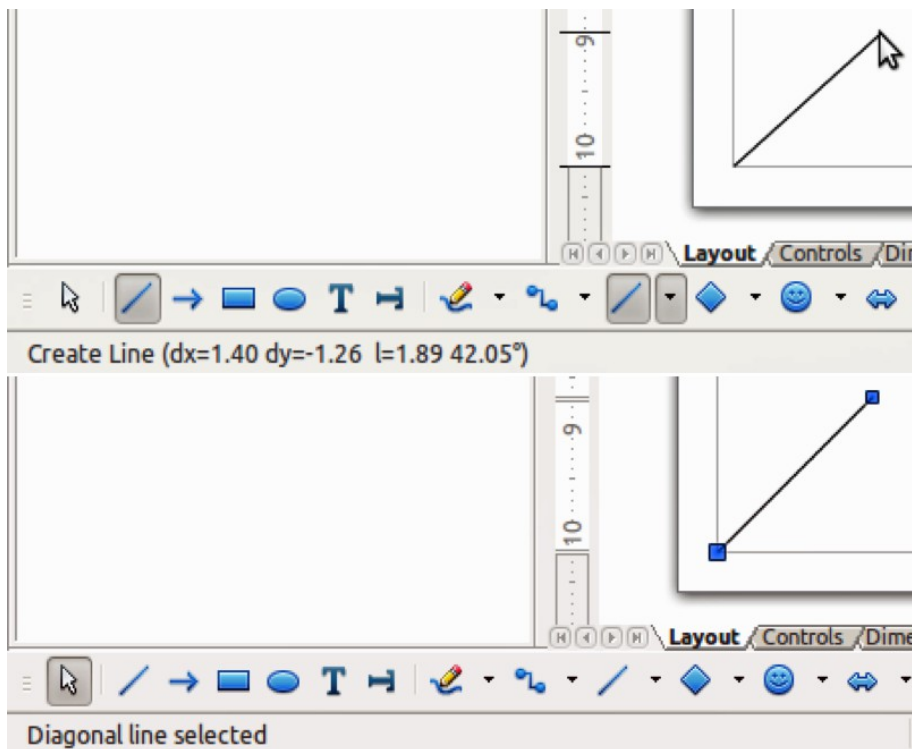 9
10
Layout Controls Di
Create Line (dx=1.40 dy=-1.26 l=1.89 42.05°)
9
10
Layout Controls Dime
Diagonal line selected